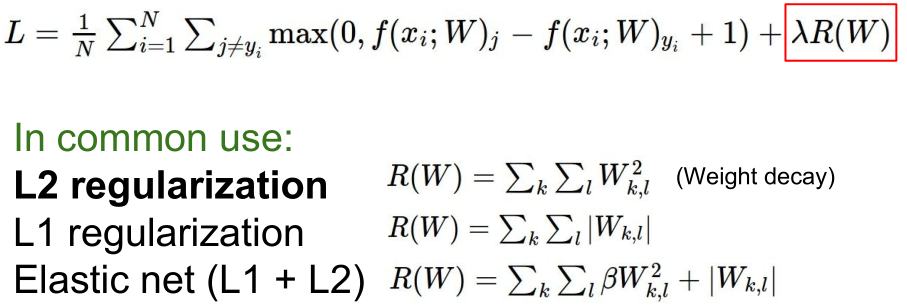 L = 1/N ∑_{i=1}^{N} ∑_{j≠y_i} max(0, f(x_i; W)_j − f(x_i; W)_{y_i} + 1) + λR(W)
In common use:
L2 regularization R(W) = ∑_k ∑_l W_{k,l}^2 (Weight decay)
L1 regularization R(W) = ∑_k ∑_l |W_{k,l}|
Elastic net (L1 + L2) R(W) = ∑_k ∑_l βW_{k,l}^2 + |W_{k,l}|